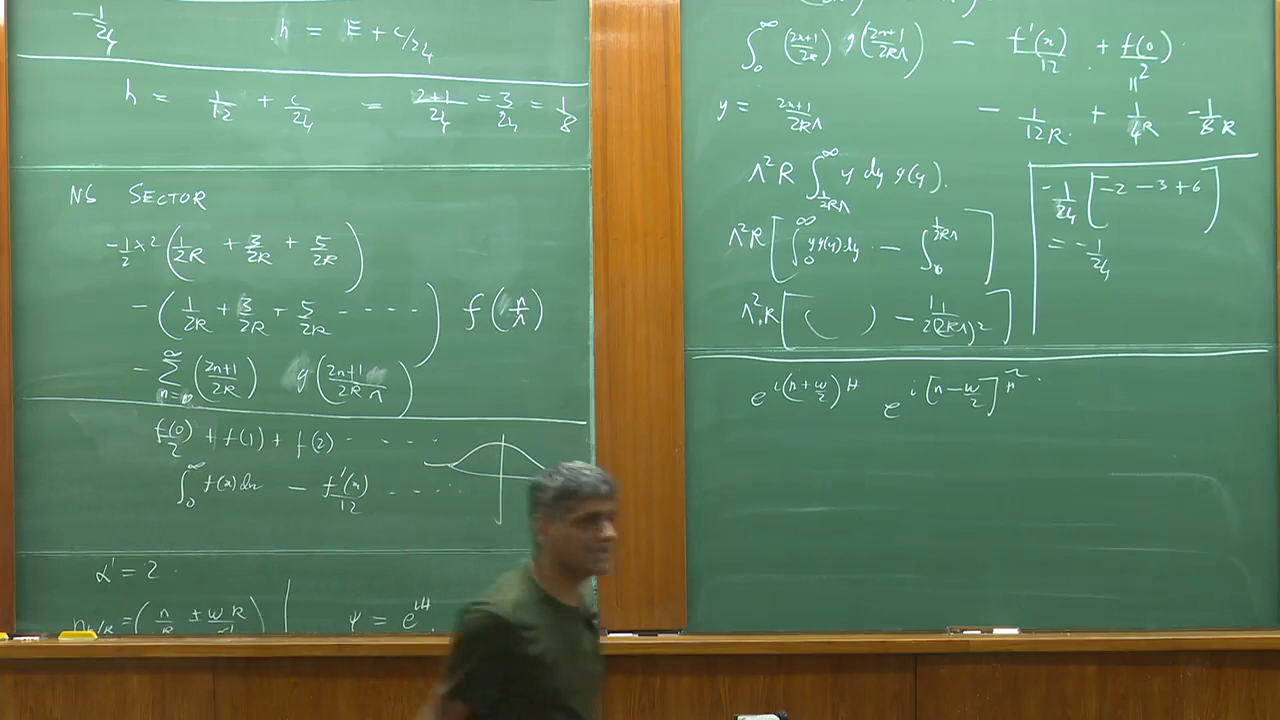 -1/24    h = E + c/24
h = 1/12 + c/24 = (2+1)/24 = 3/24 = 1/8
NS SECTOR
-1/2 × 2 (1/2R + 3/2R + 5/2R)
- (1/2R + 3/2R + 5/2R ....) f(n/Λ)
- ∑_{n=0}^∞ ((2n+1)/2R) g((2n+1)/2RΛ)
f(0)/2 + f(1) + f(2) ....
∫_0^∞ f(x)dx - f'(x)/12 ....
α' = 2
ψ = e^{iH}
∫_0^∞ ((2x+1)/2R) g((2x+1)/2RΛ) - f'(x)/12 + f(0)/2
y = (2x+1)/2RΛ    - 1/12R + 1/4R    -1/8R
Λ²R ∫_{1/2RΛ}^∞ y dy g(y).
Λ²R [∫_0^∞ y g(y) dy - ∫_0^{1/2RΛ} ]
Λ²R [( ) - 1/2(2RΛ)²]
-1/24 [-2 - 3 + 6]
= -1/24
e^{i(n+w/2)H} e^{i[n-w/2]H~}